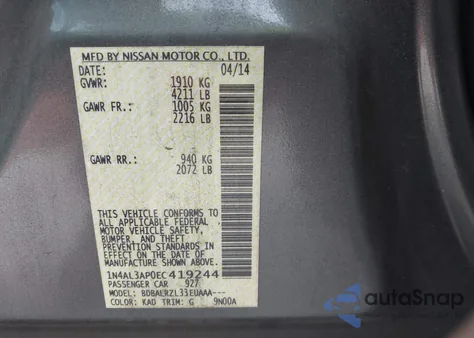 MFD BY NISSAN MOTOR CO., LTD.
DATE: 04/14
GVWR: 1910 KG
4211 LB
GAWR FR.: 1005 KG
2216 LB
GAWR RR.: 940 KG
2072 LB
THIS VEHICLE CONFORMS TO
ALL APPLICABLE FEDERAL
MOTOR VEHICLE SAFETY,
BUMPER, AND THEFT
PREVENTION STANDARDS
IN EFFECT ON THE DATE OF
MANUFACTURE SHOWN ABOVE.
1N4AL3AP0EC419244
PASSENGER CAR 927
MODEL: BDBALRZL33EUAAA---
COLOR: KAD TRIM: G 9N00A
autoSnap